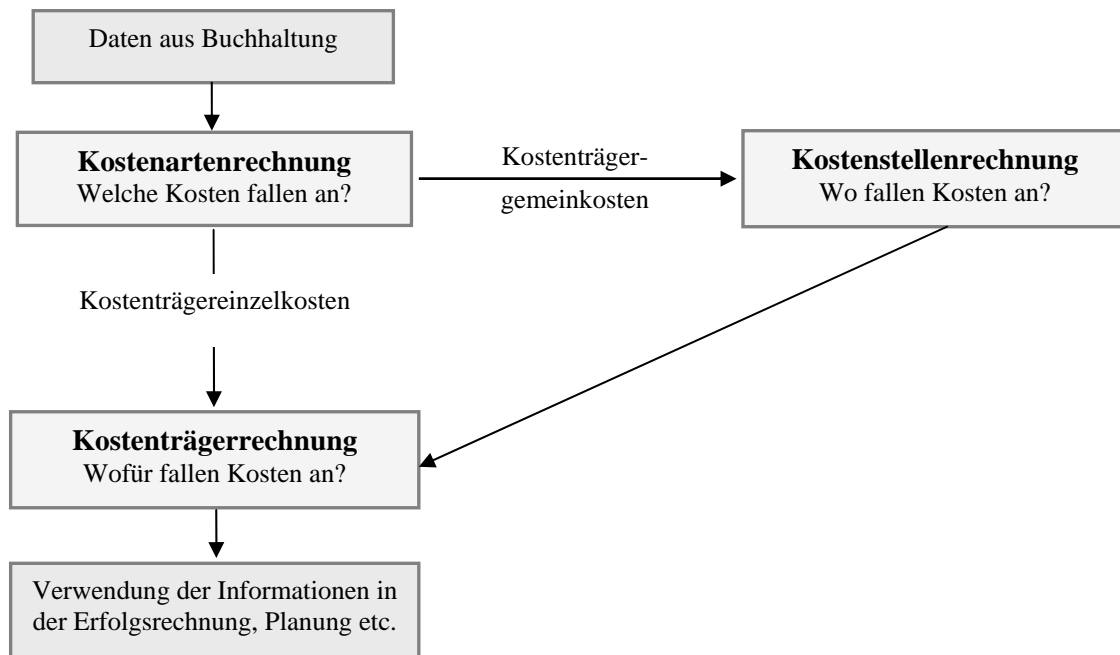 Daten aus Buchhaltung
Kostenartenrechnung
Welche Kosten fallen an?
Kostenträger-
gemeinkosten
Kostenstellenrechnung
Wo fallen Kosten an?
Kostenträgereinzelkosten
Kostenträgerrechnung
Wofür fallen Kosten an?
Verwendung der Informationen in
der Erfolgsrechnung, Planung etc.